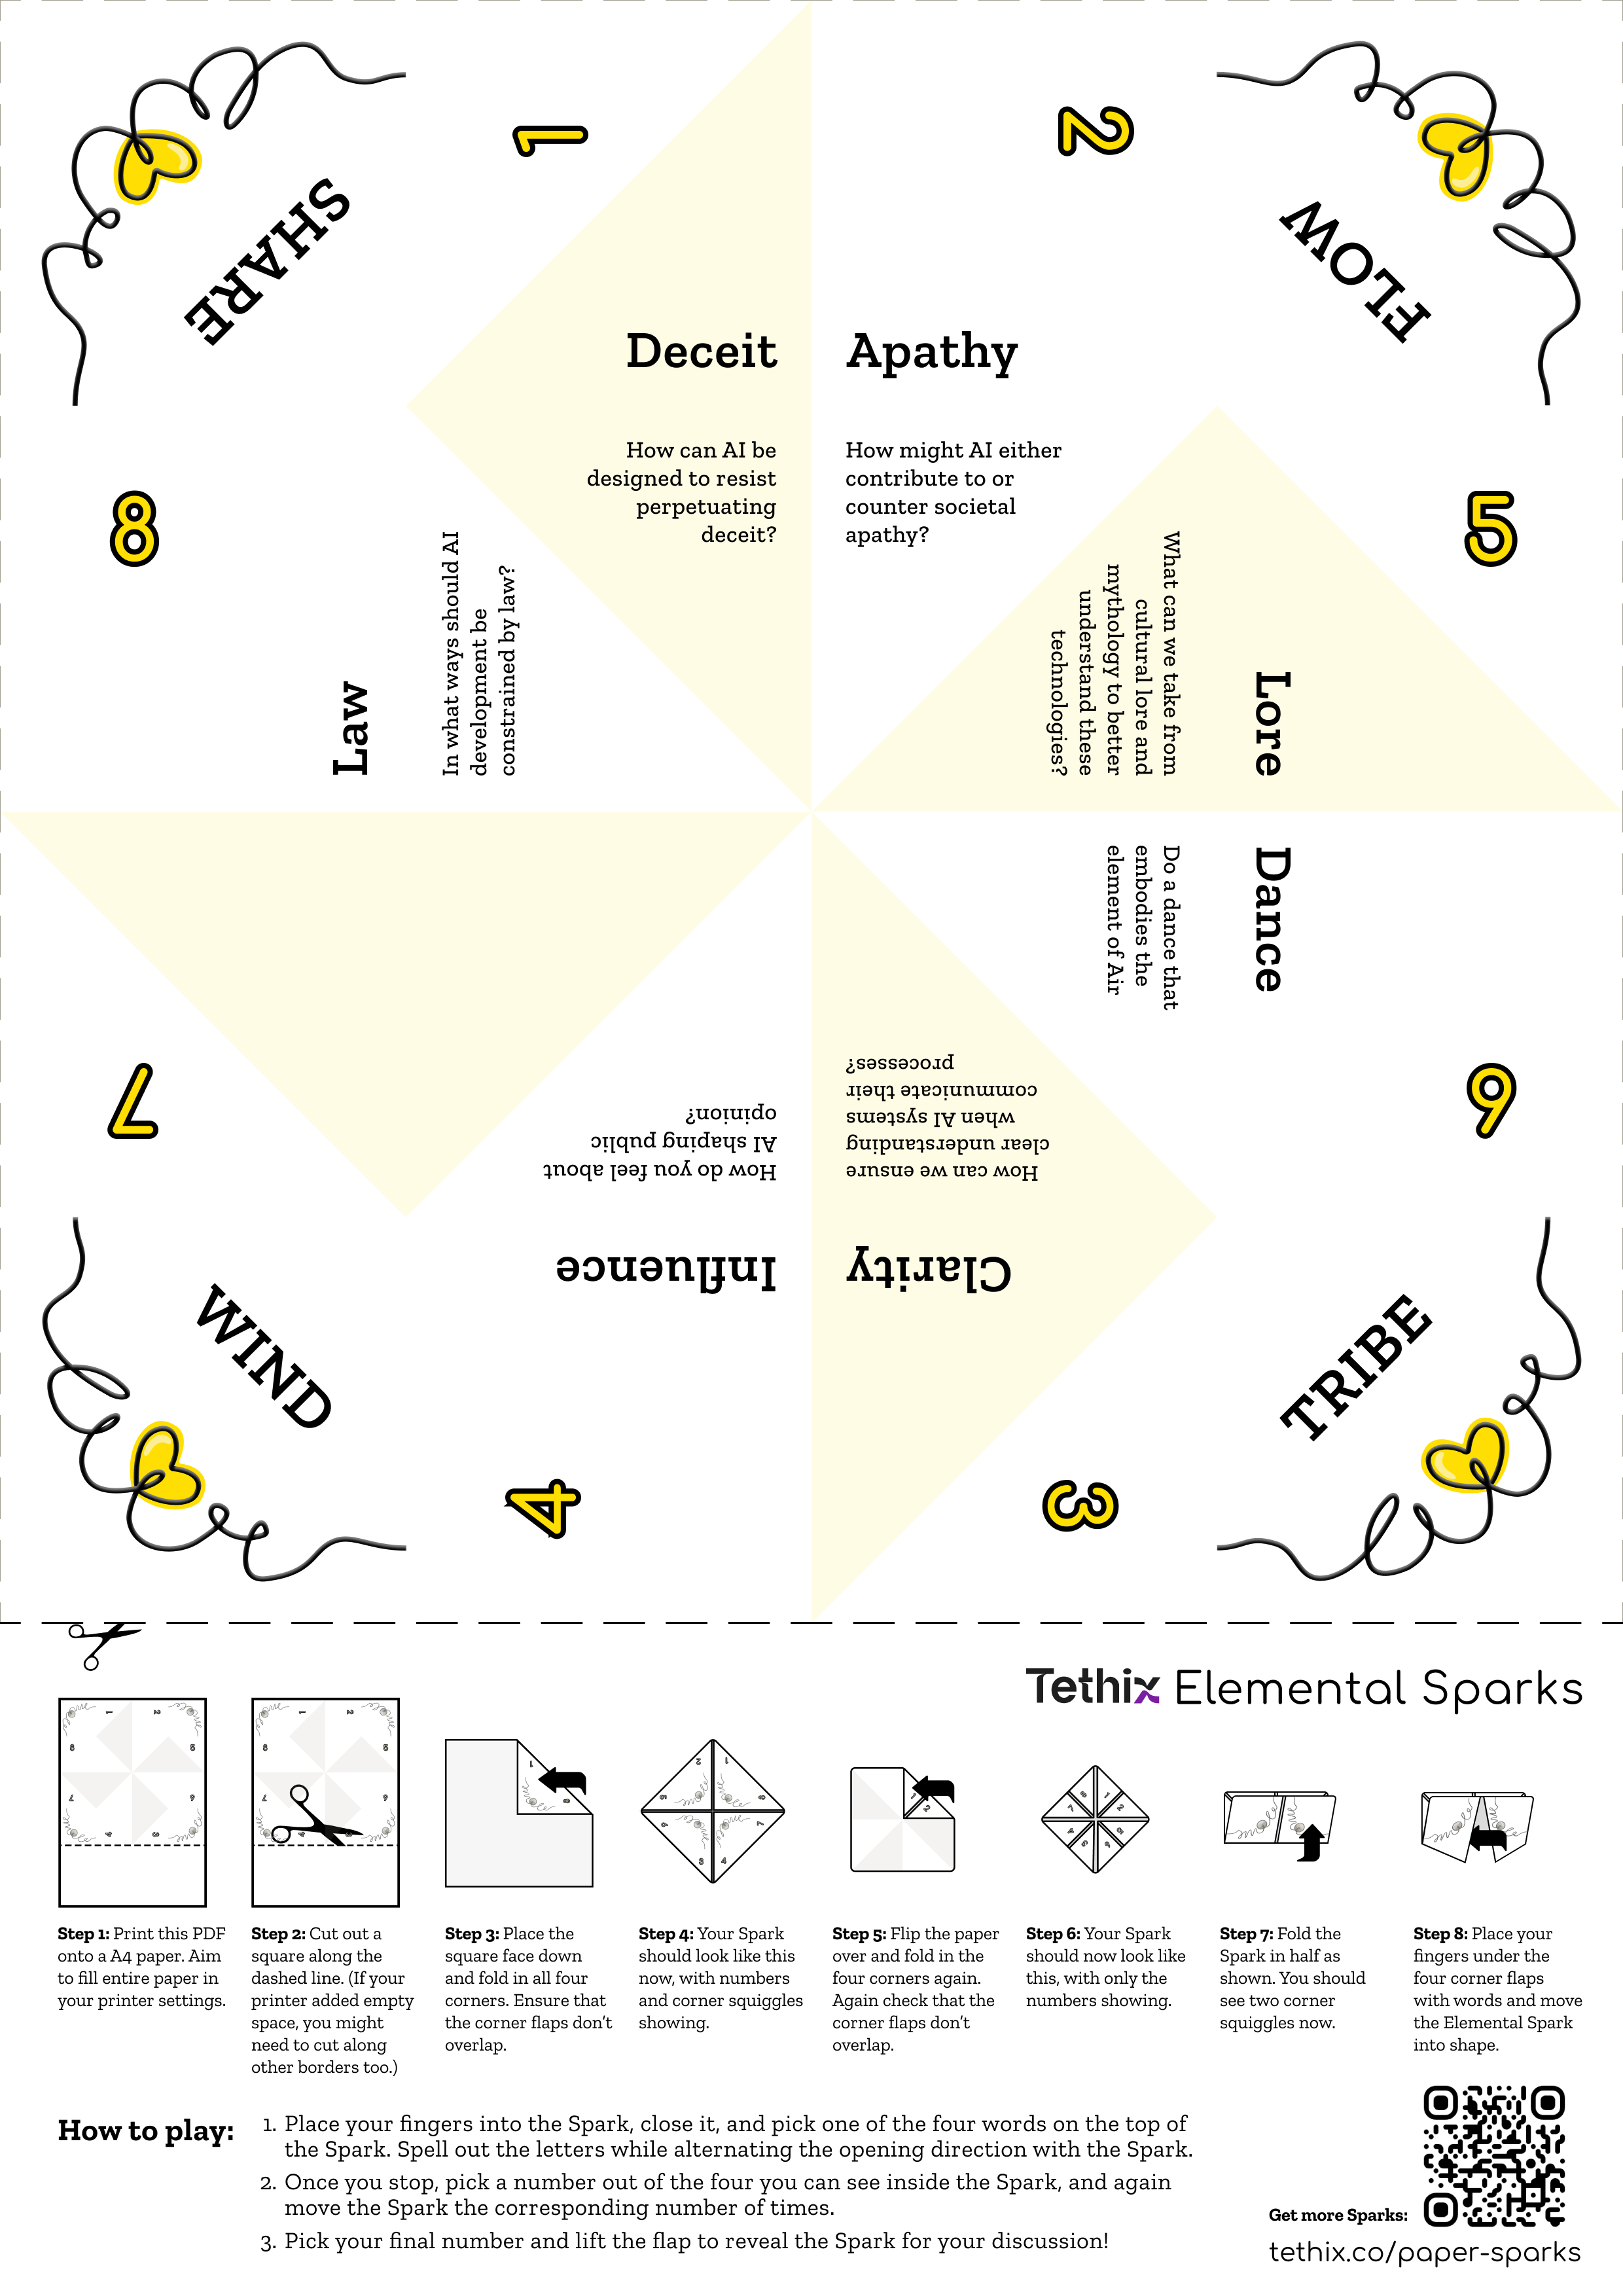 SHARE
1
2
FLOW
Deceit
How can AI be
designed to resist
perpetuating
deceit?
Apathy
How might AI either
contribute to or
counter societal
apathy?
8
Law
In what ways should AI
development be
constrained by law?
5
Lore
What can we take from
cultural lore and
mythology to better
understand these
technologies?
Dance
Do a dance that
embodies the
element of Air
6
7
Influence
How do you feel about
AI shaping public
opinion?
Clarity
How can we ensure
clear understanding
when AI systems
communicate their
processes?
WIND
4
3
TRIBE
Tethix Elemental Sparks
Step 1: Print this PDF
onto a A4 paper. Aim
to fill entire paper in
your printer settings.
Step 2: Cut out a
square along the
dashed line. (If your
printer added empty
space, you might
need to cut along
other borders too.)
Step 3: Place the
square face down
and fold in all four
corners. Ensure that
the corner flaps don't
overlap.
Step 4: Your Spark
should look like this
now, with numbers
and corner squiggles
showing.
Step 5: Flip the paper
over and fold in the
four corners again.
Again check that the
corner flaps don't
overlap.
Step 6: Your Spark
should now look like
this, with only the
numbers showing.
Step 7: Fold the
Spark in half as
shown. You should
see two corner
squiggles now.
Step 8: Place your
fingers under the
four corner flaps
with words and move
the Elemental Spark
into shape.
How to play:
1. Place your fingers into the Spark, close it, and pick one of the four words on the top of
the Spark. Spell out the letters while alternating the opening direction with the Spark.
2. Once you stop, pick a number out of the four you can see inside the Spark, and again
move the Spark the corresponding number of times.
3. Pick your final number and lift the flap to reveal the Spark for your discussion!
Get more Sparks:
tethix.co/paper-sparks